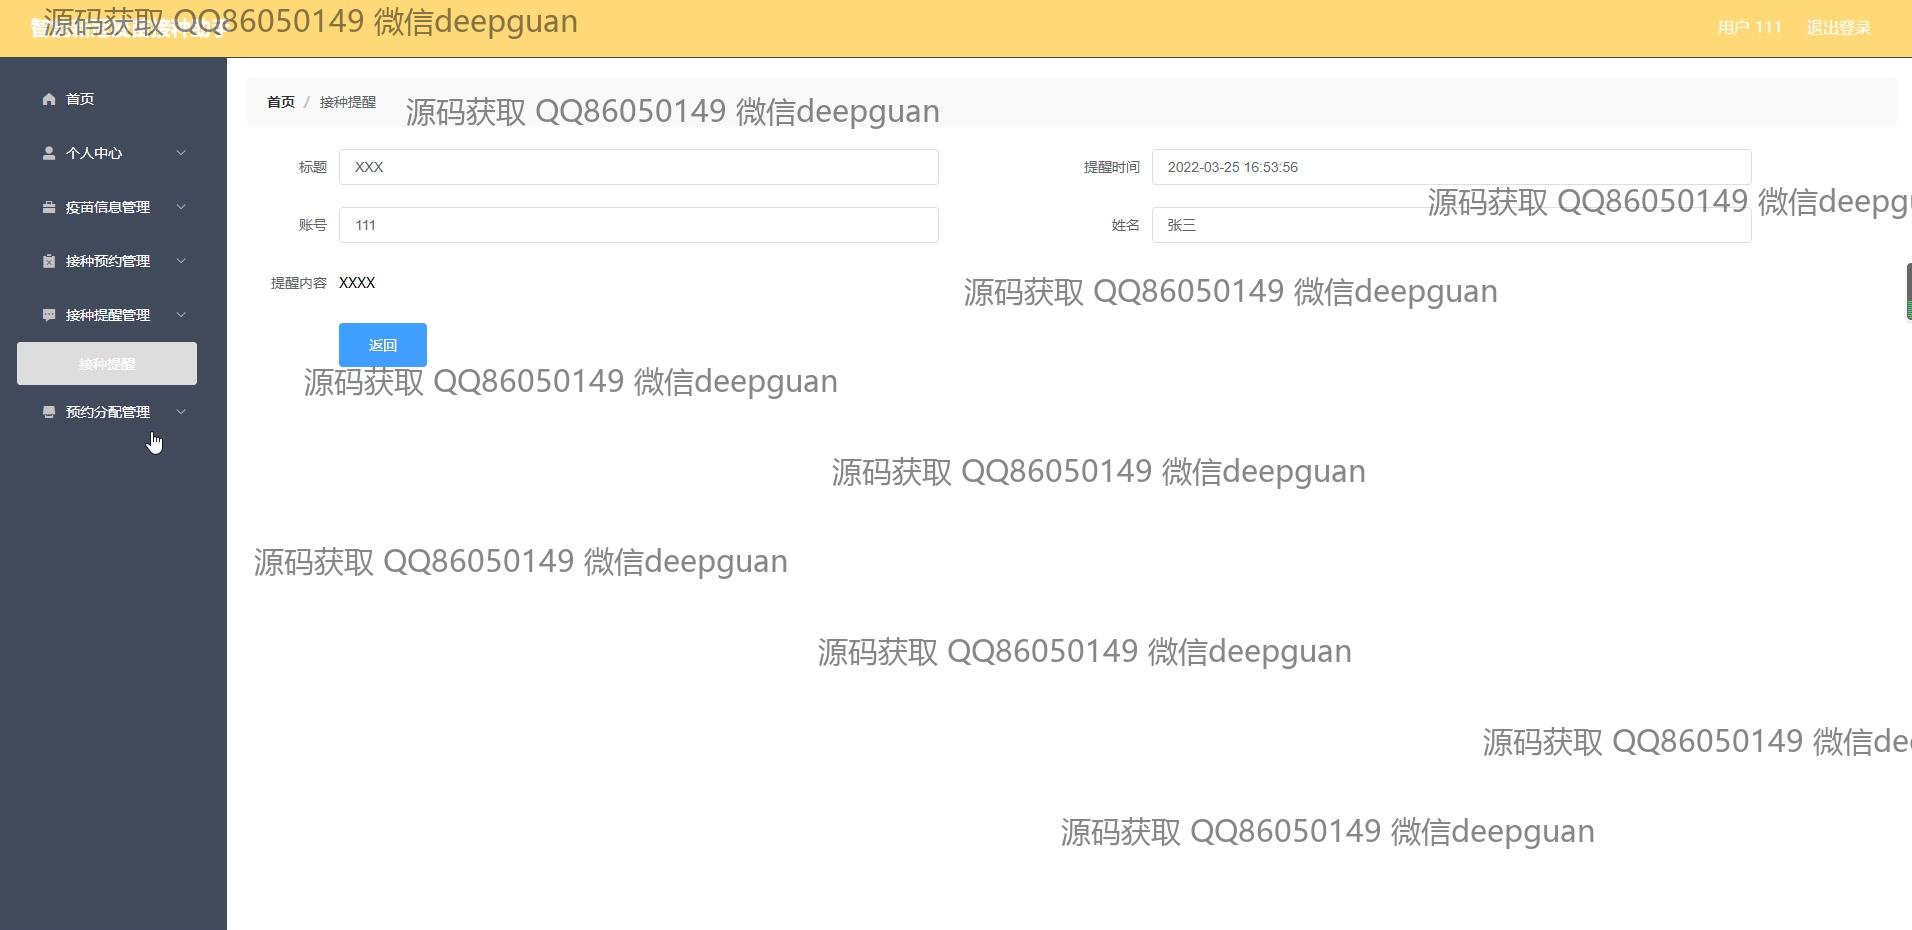 源码获取 QQ86050149 微信deepguan
用户 111 退出登录
首页
个人中心
疫苗信息管理
接种预约管理
接种提醒管理
接种提醒
预约分配管理
首页 / 接种提醒
源码获取 QQ86050149 微信deepguan
标题 XXX 提醒时间 2022-03-25 16:53:56
源码获取 QQ86050149 微信deepgu
账号 111 姓名 张三
提醒内容 XXXX
源码获取 QQ86050149 微信deepguan
返回
源码获取 QQ86050149 微信deepguan
源码获取 QQ86050149 微信deepguan
源码获取 QQ86050149 微信deepguan
源码获取 QQ86050149 微信deepguan
源码获取 QQ86050149 微信dee
源码获取 QQ86050149 微信deepguan